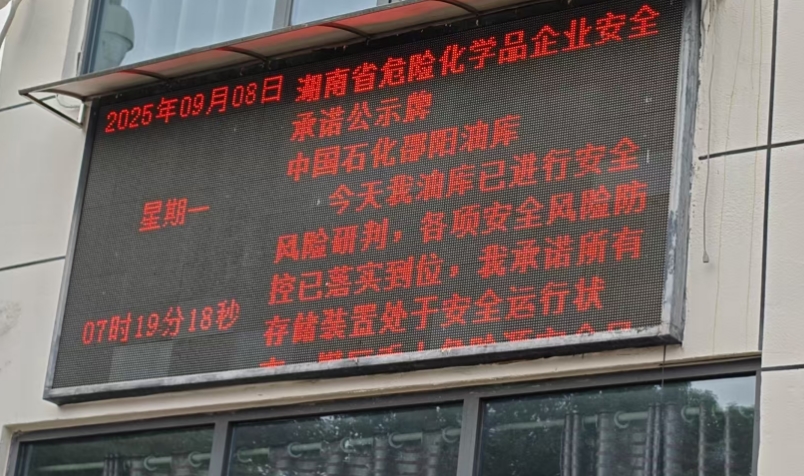 2025年09月08日
星期一
07时19分18秒
湖南省危险化学品企业安全
承诺公示牌
中国石化邵阳油库
今天我油库已进行安全
风险研判，各项安全风险防
控已落实到位，我承诺所有
存储装置处于安全运行状